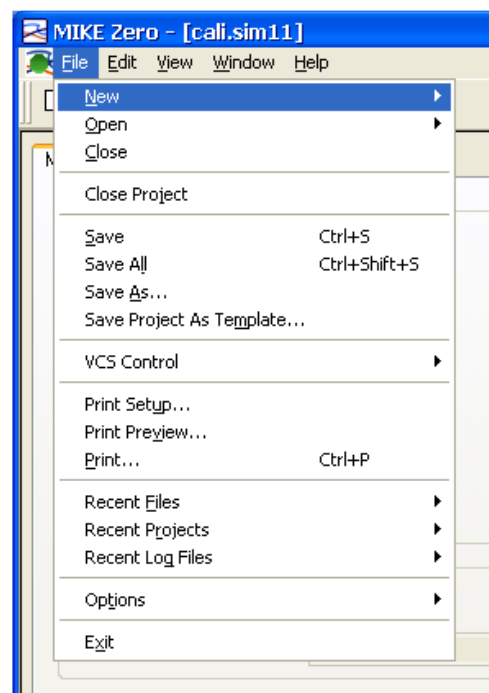 MIKE Zero - [cali.sim11]
File Edit View Window Help
New
Open
Close
Close Project
Save Ctrl+S
Save All Ctrl+Shift+S
Save As...
Save Project As Template...
VCS Control
Print Setup...
Print Preview...
Print... Ctrl+P
Recent Files
Recent Projects
Recent Log Files
Options
Exit